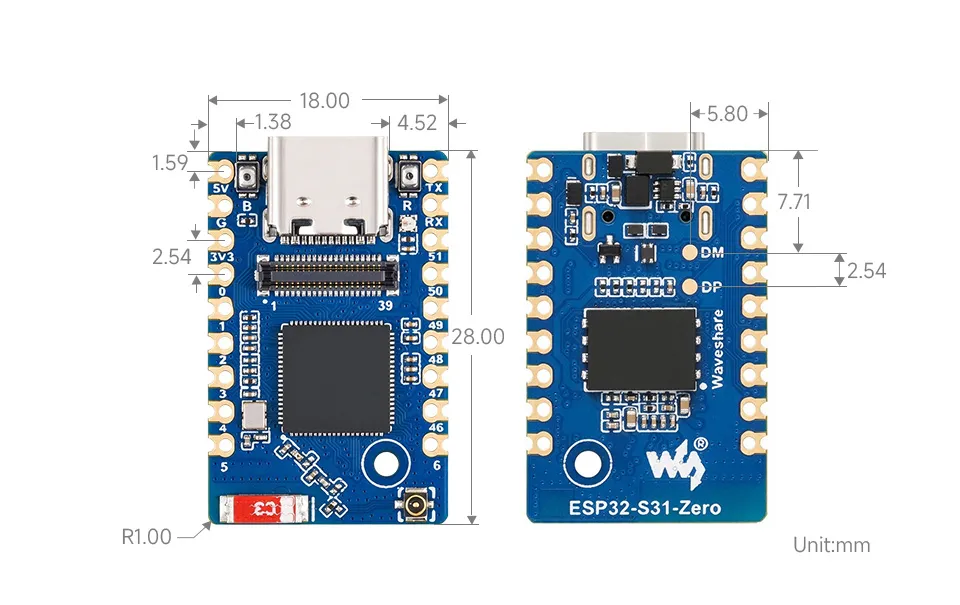 18.00
1.38
4.52
1.59
5V
B
R
TX
G
RX
3V3
51
2.54
0
50
1
39
1
49
28.00
2
48
3
47
4
46
5
6
C3
R1.00
5.80
7.71
DM
2.54
DP
Waveshare
®
ESP32-S31-Zero
Unit:mm